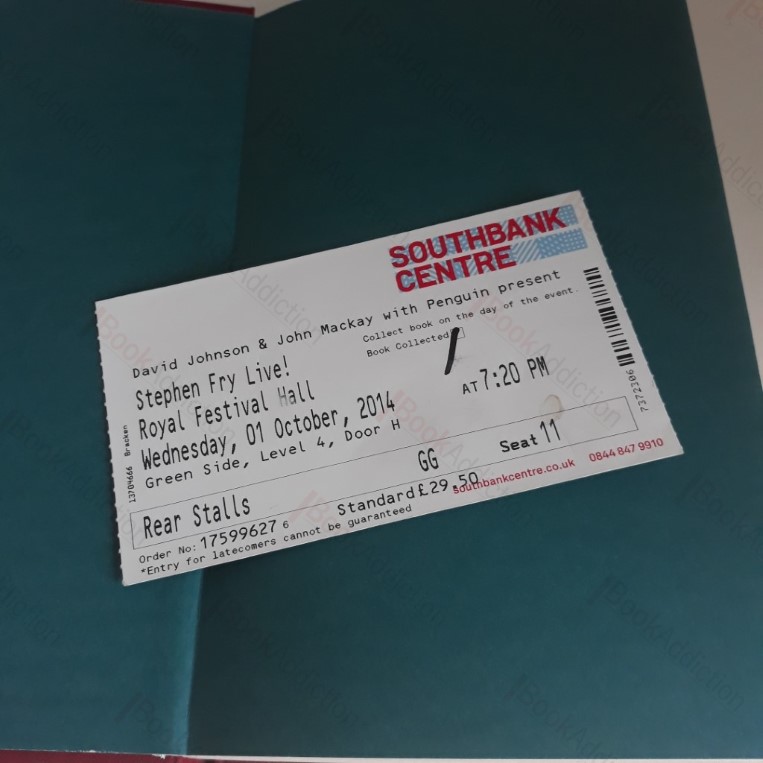 SOUTHBANK
CENTRE
David Johnson & John Mackay with Penguin present
Collect book on the day of the event.
Book Collected
Stephen Fry Live!
Royal Festival Hall
Wednesday, 01 October, 2014
AT 7:20 PM
Green Side, Level 4, Door H
Rear Stalls
GG
Seat 11
Standard £29.50
southbankcentre.co.uk 0844 847 9910
Order No: 17599627 6
*Entry for latecomers cannot be guaranteed
13704666 Bracken
7372306
BookAddiction